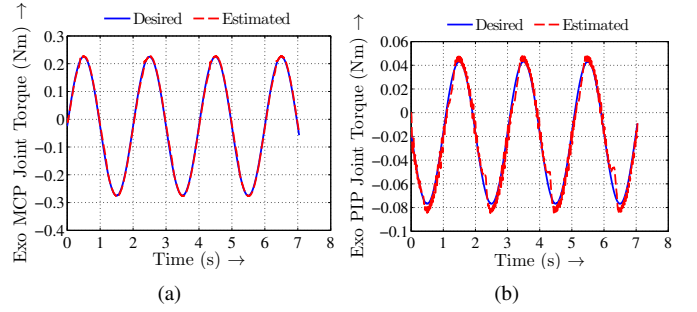 Desired Estimated
Exo MCP Joint Torque (Nm) →
0.3
0.2
0.1
0
−0.1
−0.2
−0.3
0.4
0 1 2 3 4 5 6 7 8
Time (s) →
(a)
Desired Estimated
Exo PIP Joint Torque (Nm) →
0.06
0.04
0.02
0
−0.02
−0.04
−0.06
−0.08
−0.1
0 1 2 3 4 5 6 7 8
Time (s) →
(b)